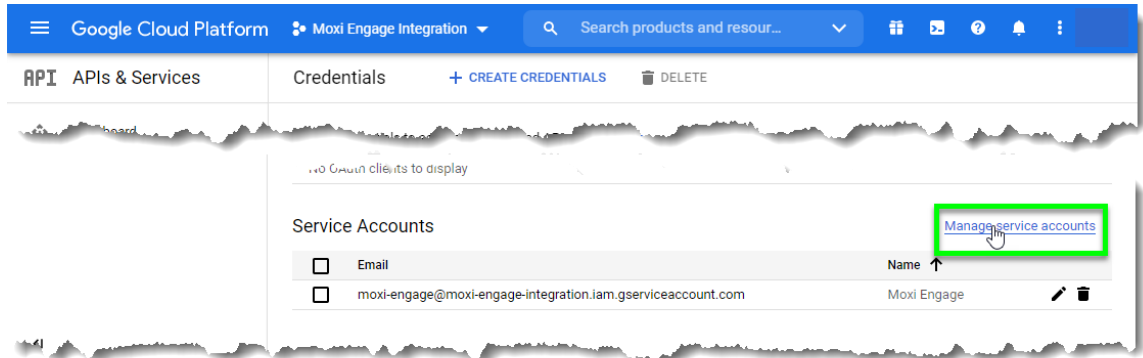 Google Cloud Platform Moxi Engage Integration Search products and resour...
API APIs & Services Credentials + CREATE CREDENTIALS DELETE
No OAuth clients to display
Service Accounts Manage service accounts
Email Name
moxi-engage@moxi-engage-integration.iam.gserviceaccount.com Moxi Engage